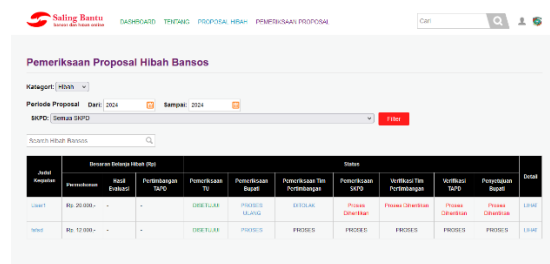 Saling Bantu
DASHBOARD TENTANG PROPOSAL HIBAH PEMERIKSAAN PROPOSAL
Cari
Pemeriksaan Proposal Hibah Bansos
Kategori: Hibah
Periode Proposal Dari: 2024 Sampai: 2024
SKPD: Semua SKPD Filter
Search Hibah Bansos
Judul Kegiatan Besaran Belanja Hibah (Rp) Status Detail
Permohonan Hasil Evaluasi Pertimbangan TAPD Pemeriksaan TU Pemeriksaan Bupati Pemeriksaan Tim Pertimbangan Pemeriksaan SKPD Verifikasi Tim Pertimbangan Verifikasi TAPD Penyetujuan Bupati
User1 Rp. 20.000,- - - DISETUJUI PROSES ULANG DITOLAK Proses Dihentikan Proses Dihentikan Proses Dihentikan Proses Dihentikan LIHAT
Rp. 12.000,- - - DISETUJUI PROSES PROSES PROSES PROSES PROSES PROSES LIHAT